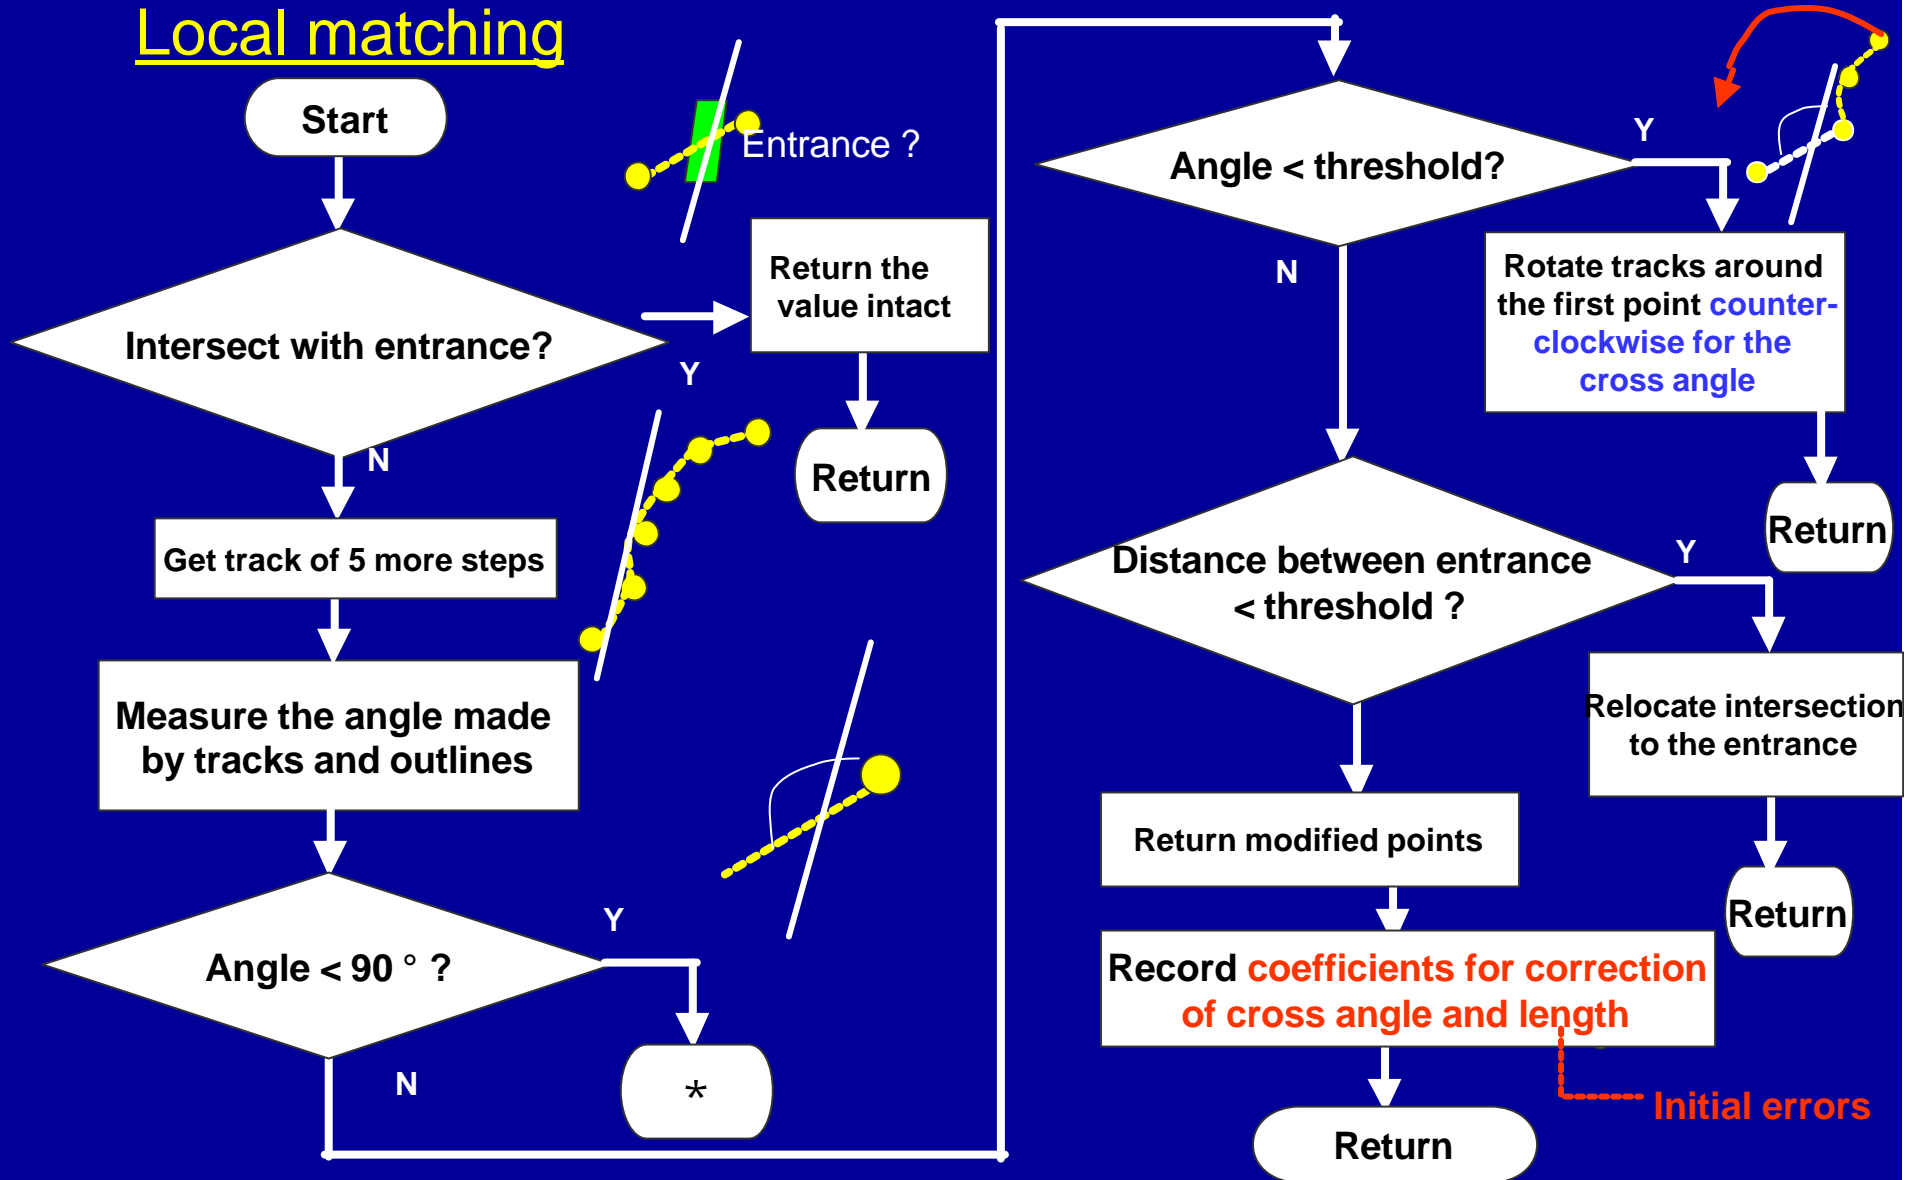 Local matching
Start
Entrance ?
Intersect with entrance?
Y
Return the
value intact
Return
N
Get track of 5 more steps
Measure the angle made
by tracks and outlines
Angle < 90 ° ?
Y
*
N
Angle < threshold?
Y
Rotate tracks around
the first point counter-
clockwise for the
cross angle
Return
N
Distance between entrance
< threshold ?
Y
Relocate intersection
to the entrance
Return
Return modified points
Record coefficients for correction
of cross angle and length
Initial errors
Return